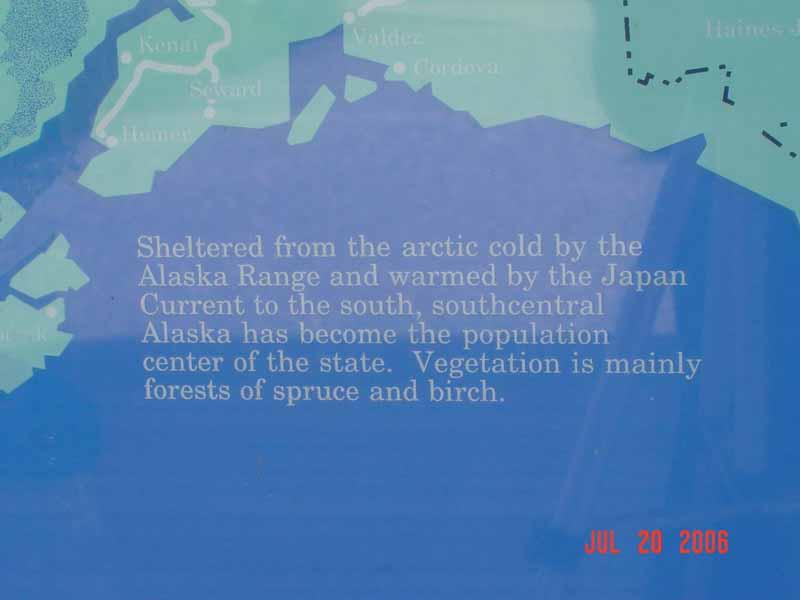 Kenai
Valdez
Haines J
Cordova
Seward
Homer
Sheltered from the arctic cold by the
Alaska Range and warmed by the Japan
Current to the south, southcentral
Alaska has become the population
center of the state. Vegetation is mainly
forests of spruce and birch.
JUL 20 2006